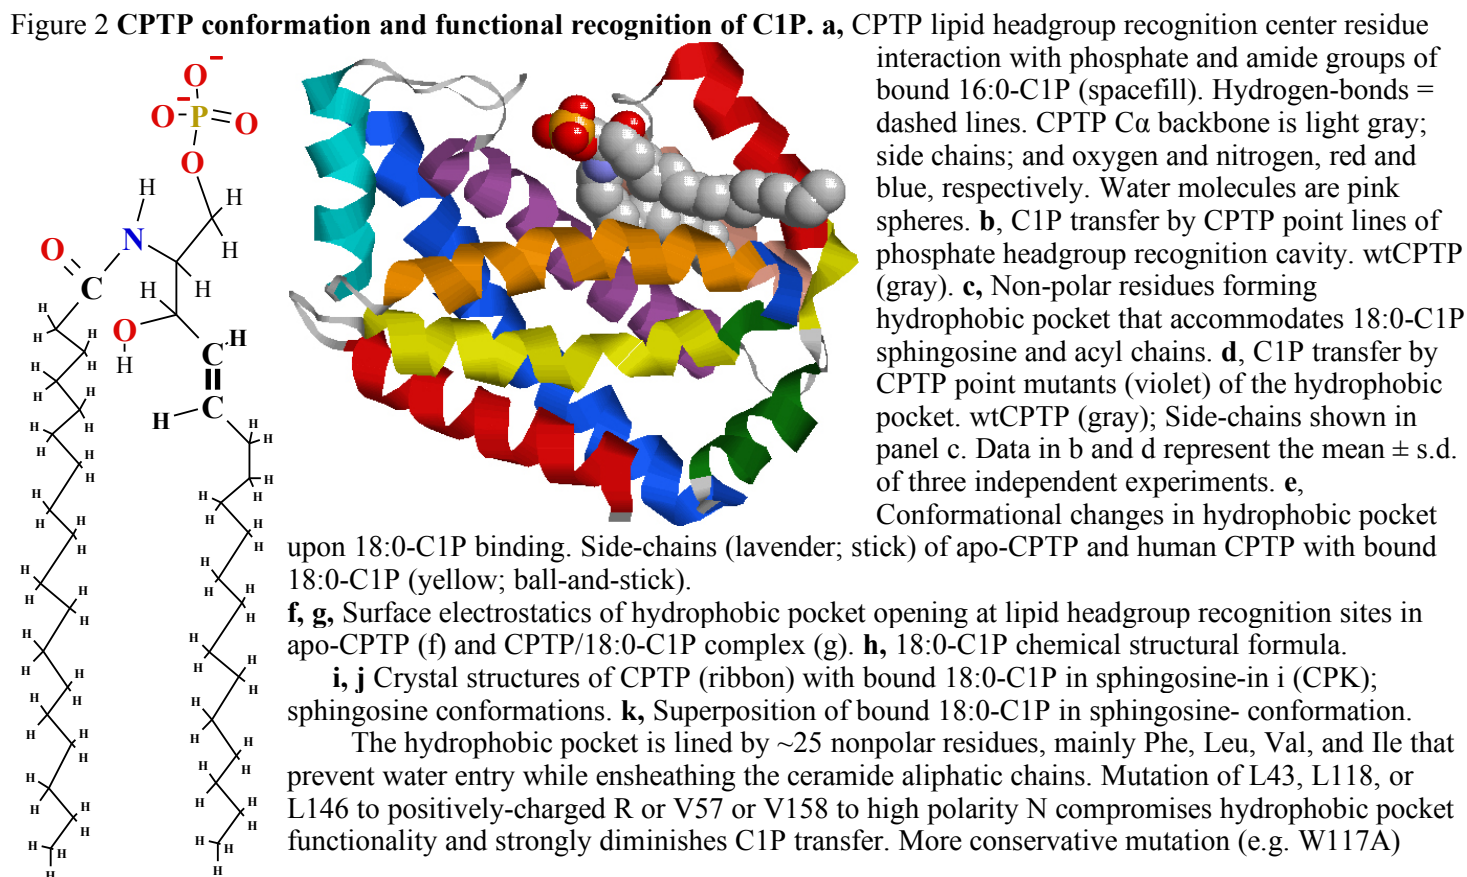 Figure 2 CPTP conformation and functional recognition of C1P. a, CPTP lipid headgroup recognition center residue
interaction with phosphate and amide groups of
bound 16:0-C1P (spacefill). Hydrogen-bonds =
dashed lines. CPTP Cα backbone is light gray;
side chains; and oxygen and nitrogen, red and
blue, respectively. Water molecules are pink
spheres. b, C1P transfer by CPTP point lines of
phosphate headgroup recognition cavity. wtCPTP
(gray). c, Non-polar residues forming
hydrophobic pocket that accommodates 18:0-C1P
sphingosine and acyl chains. d, C1P transfer by
CPTP point mutants (violet) of the hydrophobic
pocket. wtCPTP (gray); Side-chains shown in
panel c. Data in b and d represent the mean ± s.d.
of three independent experiments. e,
Conformational changes in hydrophobic pocket
upon 18:0-C1P binding. Side-chains (lavender; stick) of apo-CPTP and human CPTP with bound
18:0-C1P (yellow; ball-and-stick).
f, g, Surface electrostatics of hydrophobic pocket opening at lipid headgroup recognition sites in
apo-CPTP (f) and CPTP/18:0-C1P complex (g). h, 18:0-C1P chemical structural formula.
i, j Crystal structures of CPTP (ribbon) with bound 18:0-C1P in sphingosine-in i (CPK);
sphingosine conformations. k, Superposition of bound 18:0-C1P in sphingosine- conformation.
The hydrophobic pocket is lined by ~25 nonpolar residues, mainly Phe, Leu, Val, and Ile that
prevent water entry while ensheathing the ceramide aliphatic chains. Mutation of L43, L118, or
L146 to positively-charged R or V57 or V158 to high polarity N compromises hydrophobic pocket
functionality and strongly diminishes C1P transfer. More conservative mutation (e.g. W117A)
O-
O- P O
O
H
H
H
O
N
C
H
H
O
H
C H
H C